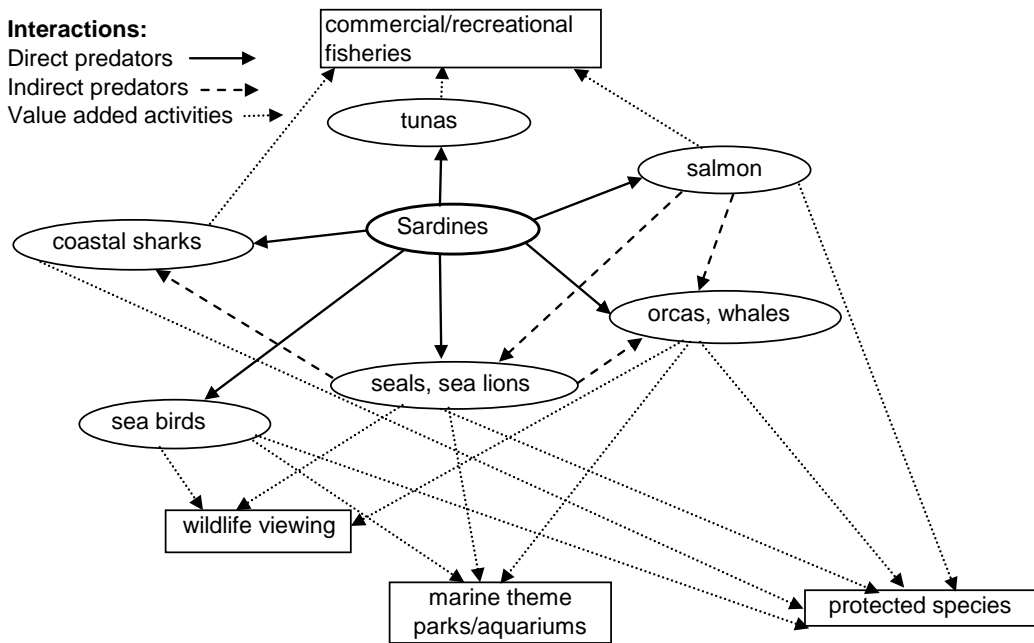 Interactions:
Direct predators
Indirect predators
Value added activities
commercial/recreational
fisheries
tunas
salmon
Sardines
coastal sharks
orcas, whales
seals, sea lions
sea birds
wildlife viewing
marine theme
parks/aquariums
protected species